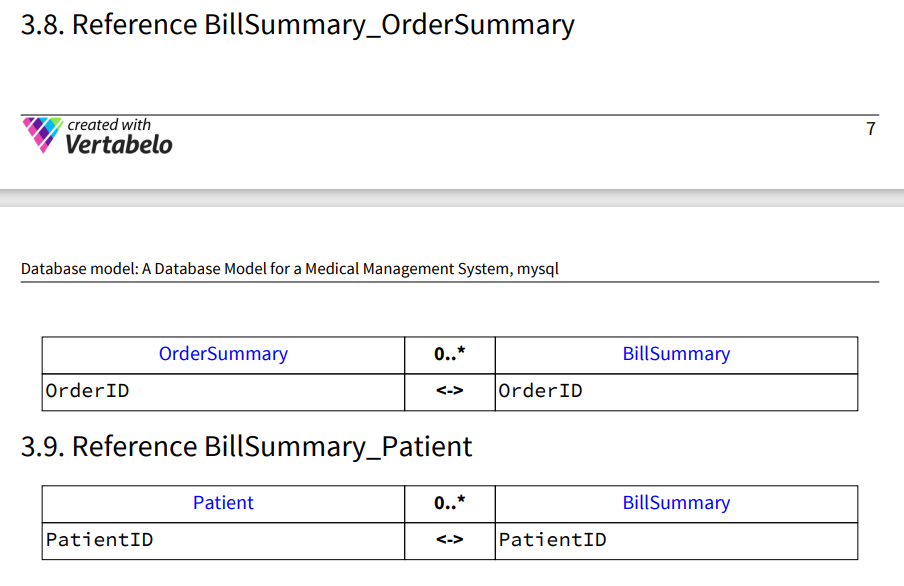 3.8. Reference BillSummary_OrderSummary
created with
Vertabelo
7
Database model: A Database Model for a Medical Management System, mysql
OrderSummary 0..* BillSummary
OrderID <-> OrderID
3.9. Reference BillSummary_Patient
Patient 0..* BillSummary
PatientID <-> PatientID